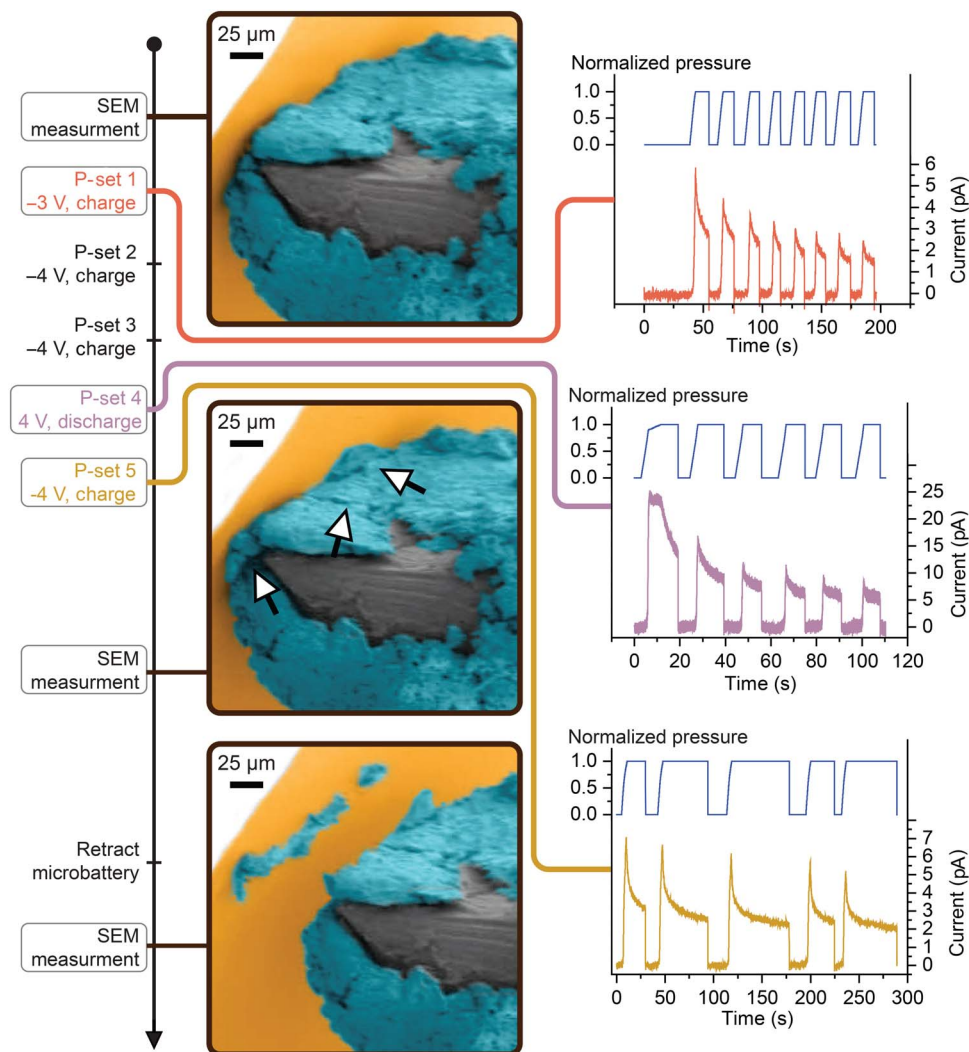 SEM
measurment
P-set 1
–3 V, charge
P-set 2
–4 V, charge
P-set 3
–4 V, charge
P-set 4
4 V, discharge
P-set 5
-4 V, charge
SEM
measurment
Retract
microbattery
SEM
measurment
25 μm
25 μm
25 μm
Normalized pressure
1.0
0.5
0.0
6
5
4
3
2
1
0
Current (pA)
0 50 100 150 200
Time (s)
Normalized pressure
1.0
0.5
0.0
25
20
15
10
5
0
Current (pA)
0 20 40 60 80 100 120
Time (s)
Normalized pressure
1.0
0.5
0.0
7
6
5
4
3
2
1
0
Current (pA)
0 50 100 150 200 250 300
Time (s)